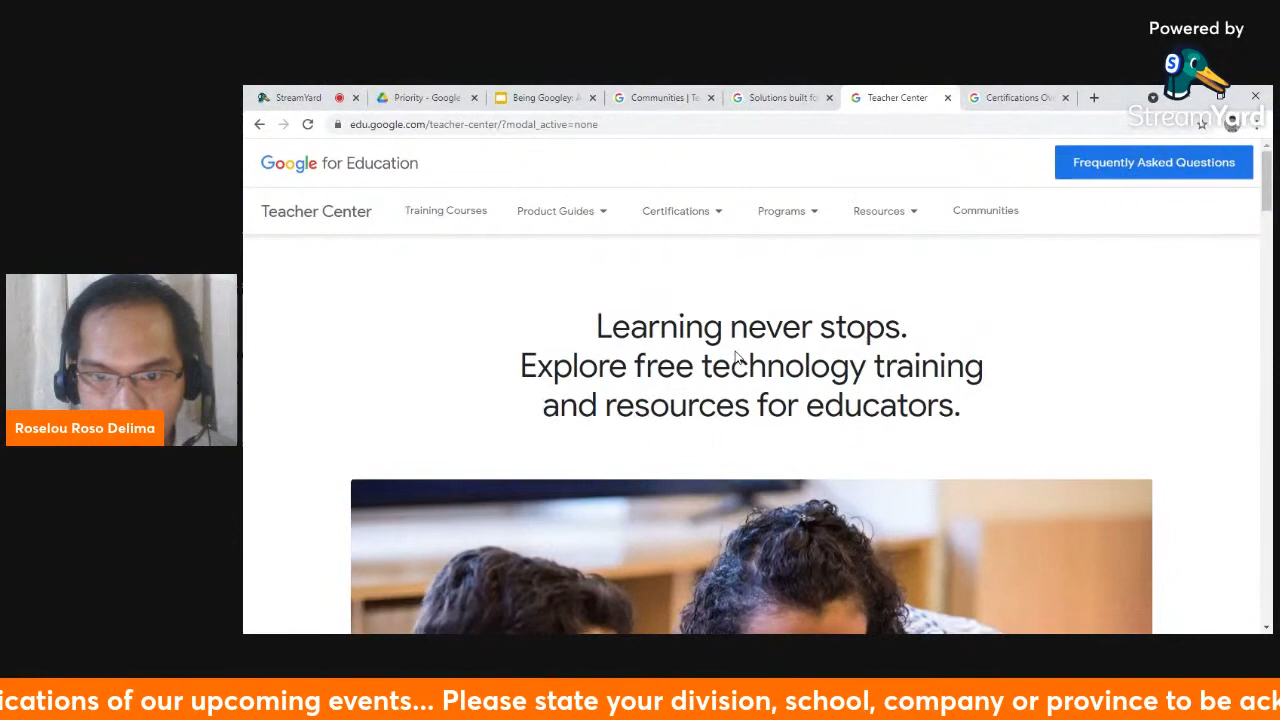 Powered by
StreamYard
StreamYard
Priority - Google
Being Googley: A
Communities | Te
Solutions built fo
Teacher Center
Certifications Ov
edu.google.com/teacher-center/?modal_active=none
Google for Education
Frequently Asked Questions
Teacher Center
Training Courses
Product Guides
Certifications
Programs
Resources
Communities
Learning never stops.
Explore free technology training
and resources for educators.
Roselou Roso Delima
ications of our upcoming events... Please state your division, school, company or province to be ack